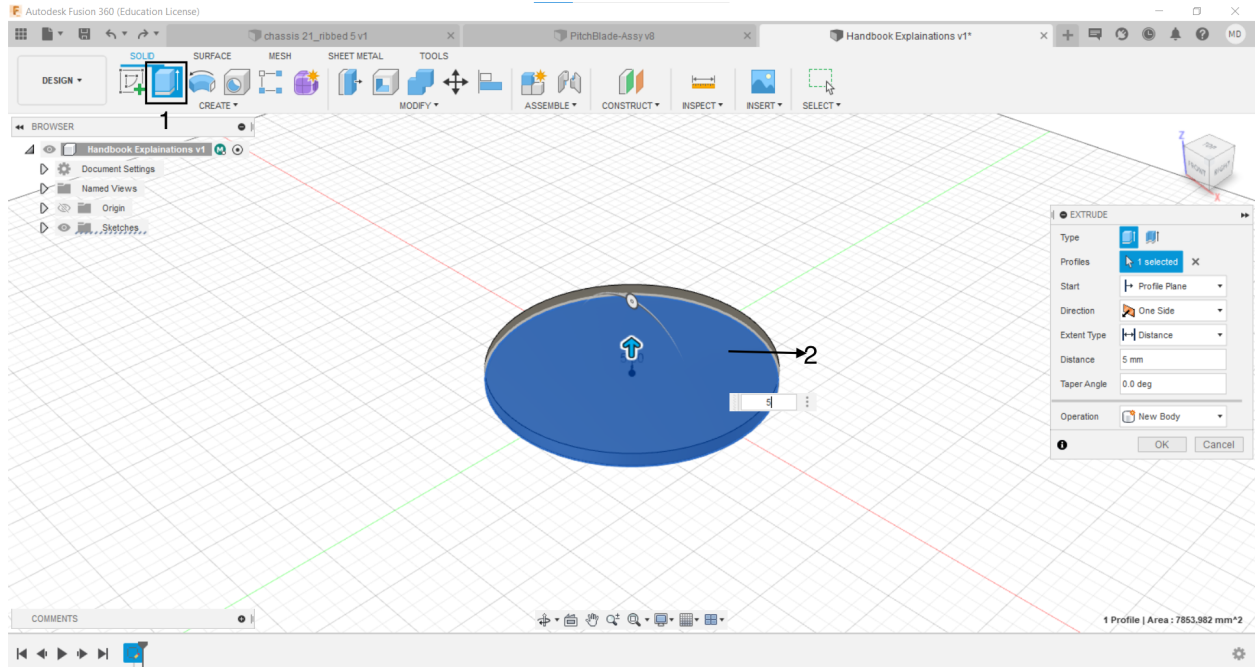 Autodesk Fusion 360 (Education License)
chassis 21_ribbed 5 v1
PitchBlade-Assy v8
Handbook Explainations v1*
MD
SOLID SURFACE MESH SHEET METAL TOOLS
DESIGN
CREATE MODIFY ASSEMBLE CONSTRUCT INSPECT INSERT SELECT
1
BROWSER
Handbook Explainations v1
Document Settings
Named Views
Origin
Sketches
Z
TOP
FRONT
RIGHT
X
EXTRUDE
Type
Profiles 1 selected
Start Profile Plane
Direction One Side
Extent Type Distance
Distance 5 mm
Taper Angle 0.0 deg
Operation New Body
OK Cancel
2
5
COMMENTS
1 Profile | Area : 7853.982 mm^2